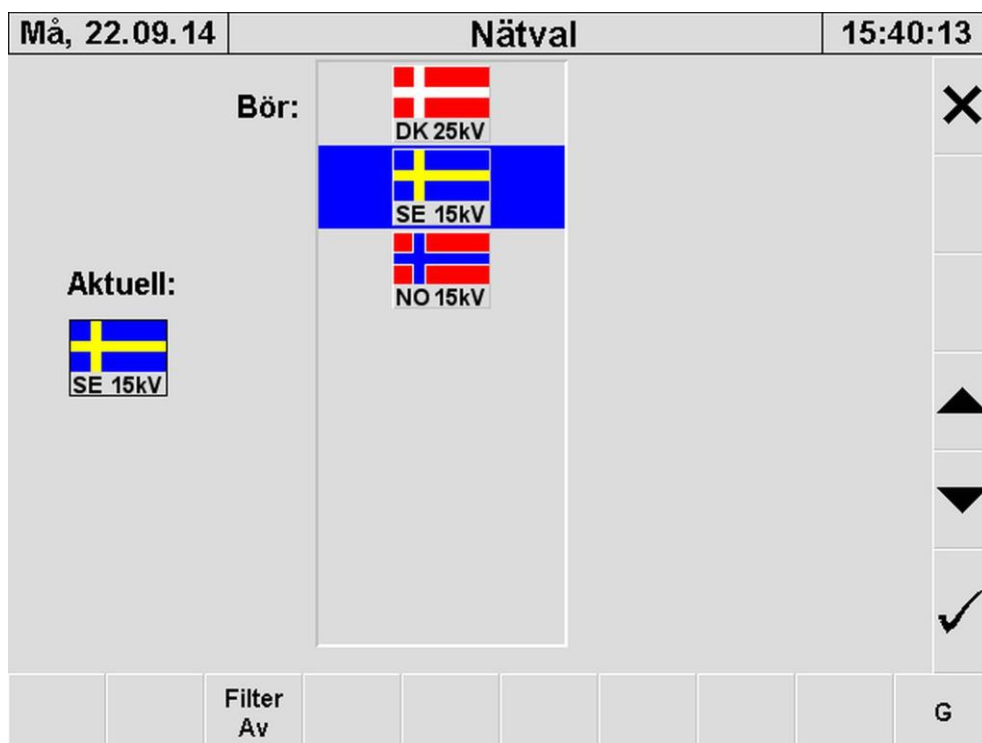 Må, 22.09.14
Nätval
15:40:13
Bör:
DK 25kV
SE 15kV
NO 15kV
Aktuell:
SE 15kV
Filter
Av
G